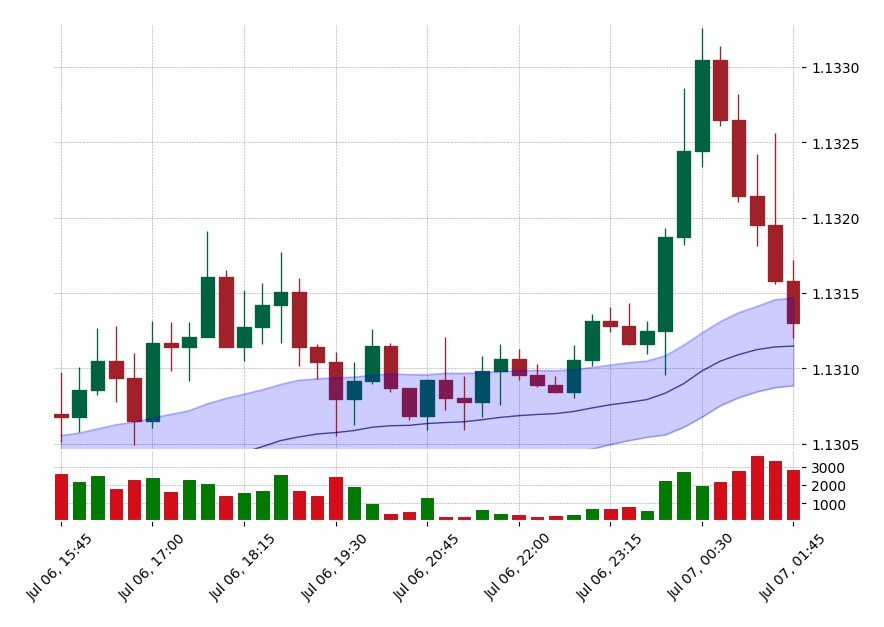 1.1330
1.1325
1.1320
1.1315
1.1310
1.1305
3000
2000
1000
Jul 06, 15:45
Jul 06, 17:00
Jul 06, 18:15
Jul 06, 19:30
Jul 06, 20:45
Jul 06, 22:00
Jul 06, 23:15
Jul 07, 00:30
Jul 07, 01:45